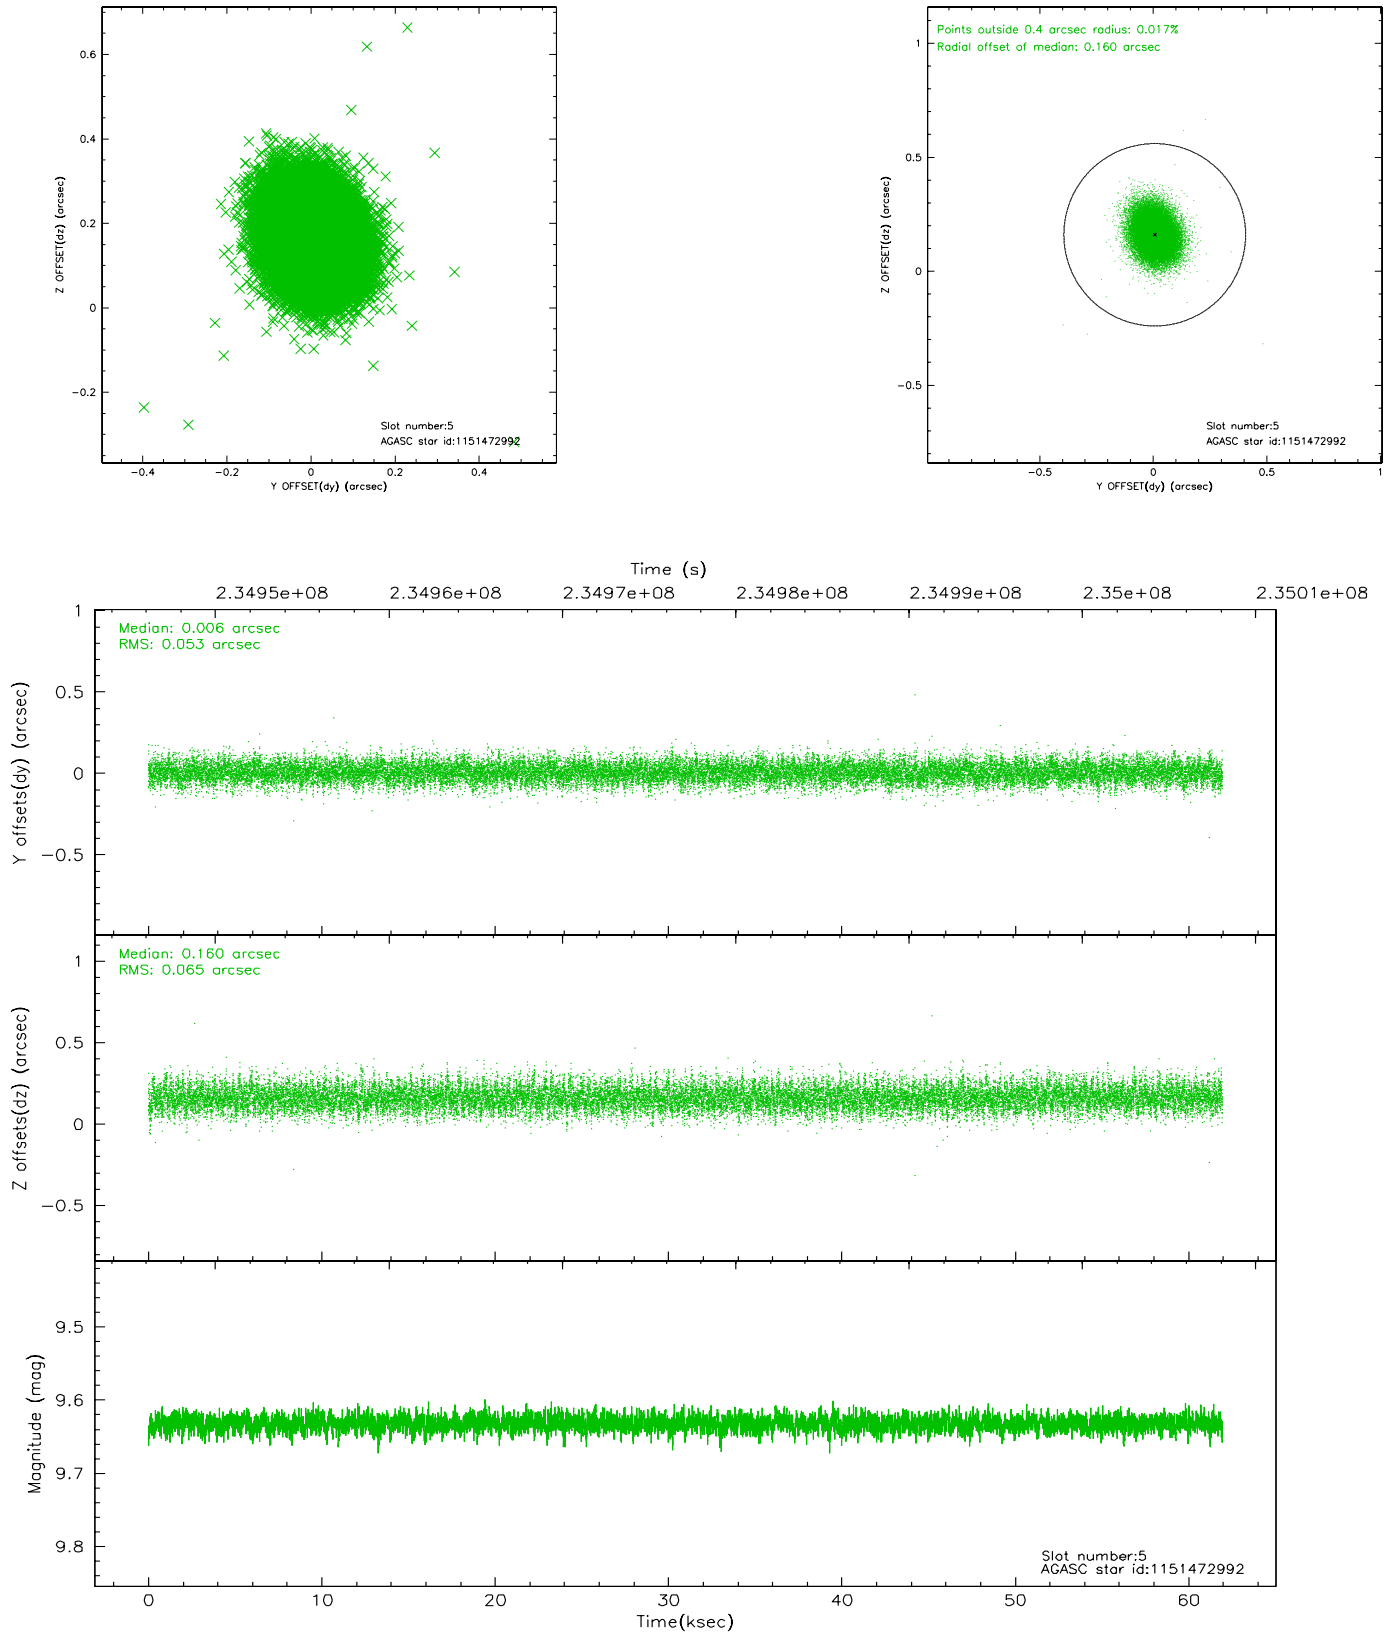 0.6
0.4
0.2
0
-0.2
-0.4
-0.2
0
0.2
0.4
Z OFFSET(dz) (arcsec)
Y OFFSET(dy) (arcsec)
Slot number:5
AGASC star id:1151472992
Points outside 0.4 arcsec radius: 0.017%
Radial offset of median: 0.160 arcsec
1
0.5
0
-0.5
-0.5
0
0.5
1
Z OFFSET(dz) (arcsec)
Y OFFSET(dy) (arcsec)
Slot number:5
AGASC star id:1151472992
Time (s)
2.3495e+08 2.3496e+08 2.3497e+08 2.3498e+08 2.3499e+08 2.35e+08 2.3501e+08
Median: 0.006 arcsec
RMS: 0.053 arcsec
1
0.5
0
-0.5
Y offsets(dy) (arcsec)
Median: 0.160 arcsec
RMS: 0.065 arcsec
1
0.5
0
-0.5
Z offsets(dz) (arcsec)
9.5
9.6
9.7
9.8
Magnitude (mag)
Slot number:5
AGASC star id:1151472992
0 10 20 30 40 50 60
Time(ksec)